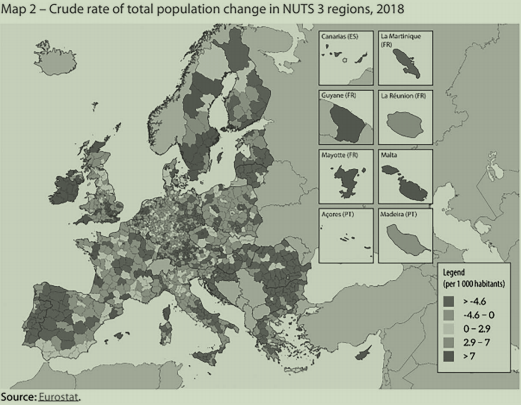 Map 2 – Crude rate of total population change in NUTS 3 regions, 2018
Canarias (ES)
La Martinique
(FR)
Guyane (FR)
La Réunion (FR)
Mayotte (FR)
Malta
Açores (PT)
Madeira (PT)
Legend
(per 1 000 habitants)
> -4.6
-4.6 – 0
0 – 2.9
2.9 – 7
> 7
Source: Eurostat.